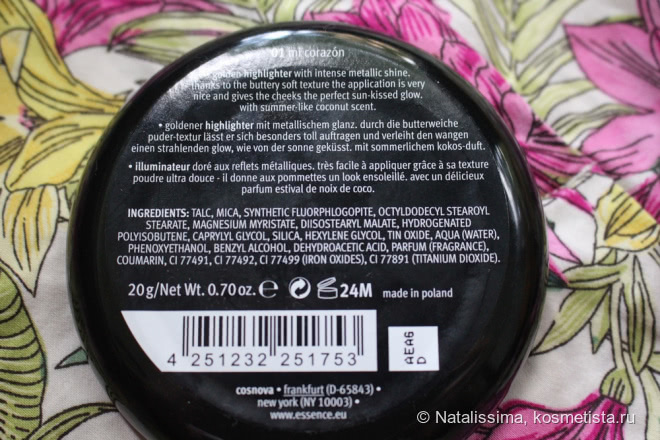 01 mi corazón
golden highlighter with intense metallic shine.
thanks to the buttery soft texture the application is very
nice and gives the cheeks the perfect sun-kissed glow.
with summer-like coconut scent.
• goldener highlighter mit metallischem glanz. durch die butterweiche
puder-textur lässt er sich besonders toll auftragen und verleiht den wangen
einen strahlenden glow, wie von der sonne geküsst. mit sommerlichem kokos-duft.
• illuminateur doré aux reflets métalliques. très facile à appliquer grâce à sa texture
poudre ultra douce - il donne aux pommettes un look ensoleillé. avec un délicieux
parfum estival de noix de coco.
INGREDIENTS: TALC, MICA, SYNTHETIC FLUORPHLOGOPITE, OCTYLDODECYL STEAROYL
STEARATE, MAGNESIUM MYRISTATE, DIISOSTEARYL MALATE, HYDROGENATED
POLYISOBUTENE, CAPRYLYL GLYCOL, SILICA, HEXYLENE GLYCOL, TIN OXIDE, AQUA (WATER),
PHENOXYETHANOL, BENZYL ALCOHOL, DEHYDROACETIC ACID, PARFUM (FRAGRANCE),
COUMARIN, CI 77491, CI 77492, CI 77499 (IRON OXIDES), CI 77891 (TITANIUM DIOXIDE).
20 g/Net Wt. 0.70 oz. ℮ 24M made in poland
4 251232 251753
AEA6
D
cosnova • frankfurt (D-65843) •
new york (NY 10003) •
www.essence.eu
© Natalissima, kosmetista.ru